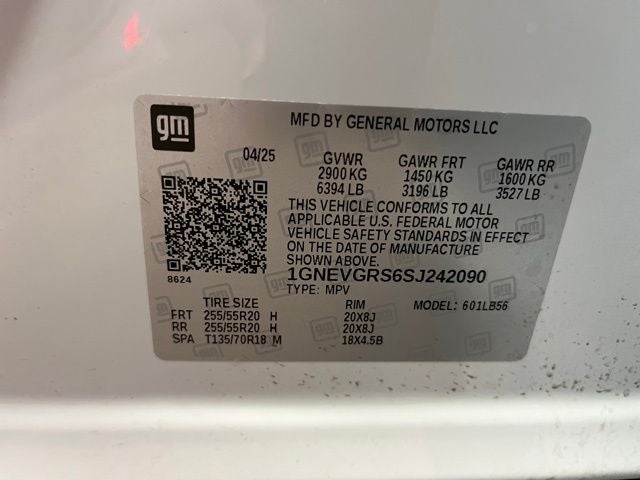 gm
MFD BY GENERAL MOTORS LLC
04/25 GVWR GAWR FRT GAWR RR
2900 KG 1450 KG 1600 KG
6394 LB 3196 LB 3527 LB
THIS VEHICLE CONFORMS TO ALL
APPLICABLE U.S. FEDERAL MOTOR
VEHICLE SAFETY STANDARDS IN EFFECT
ON THE DATE OF MANUFACTURE
SHOWN ABOVE.
8624
1GNEVGRS6SJ242090
TYPE: MPV
TIRE SIZE RIM MODEL: 601LB56
FRT 255/55R20 H 20X8J
RR 255/55R20 H 20X8J
SPA T135/70R18 M 18X4.5B